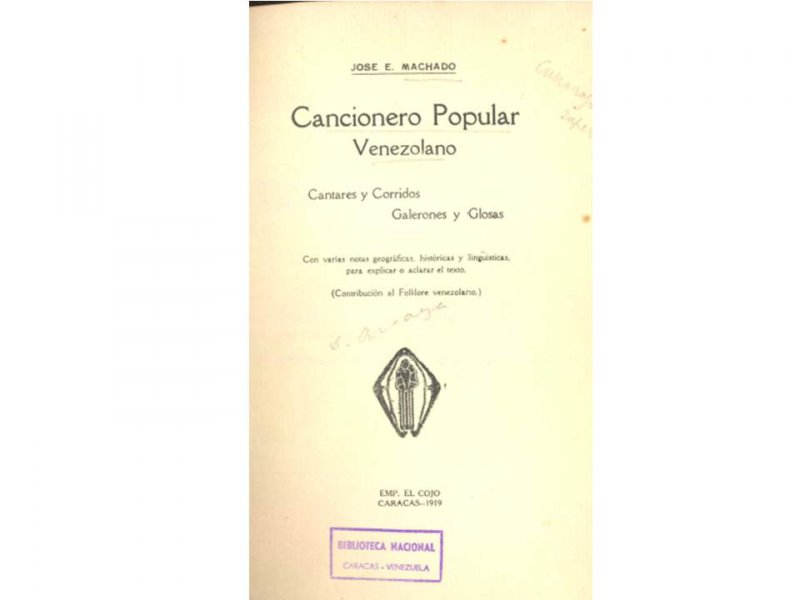 JOSE E. MACHADO
Cancionero Popular
Venezolano
Cantares y Corridos
Galerones y Glosas
Con varias notas geográficas, históricas y lingüísticas,
para explicar o aclarar el texto.
(Contribución al Folklore venezolano.)
EMP. EL COJO
CARACAS--1919
BIBLIOTECA NACIONAL
CARACAS - VENEZUELA